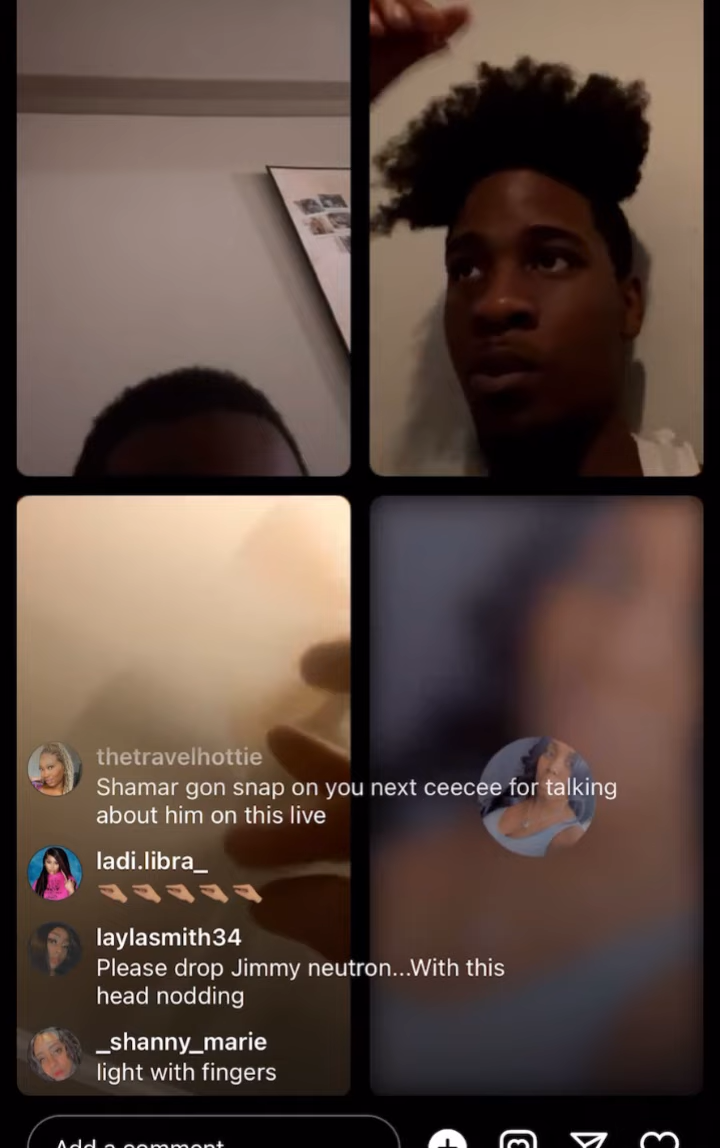 thetravelhottie
Shamar gon snap on you next ceecee for talking
about him on this live
ladi.libra_
laylasmith34
Please drop Jimmy neutron...With this
head nodding
_shanny_marie
light with fingers
Add a comment